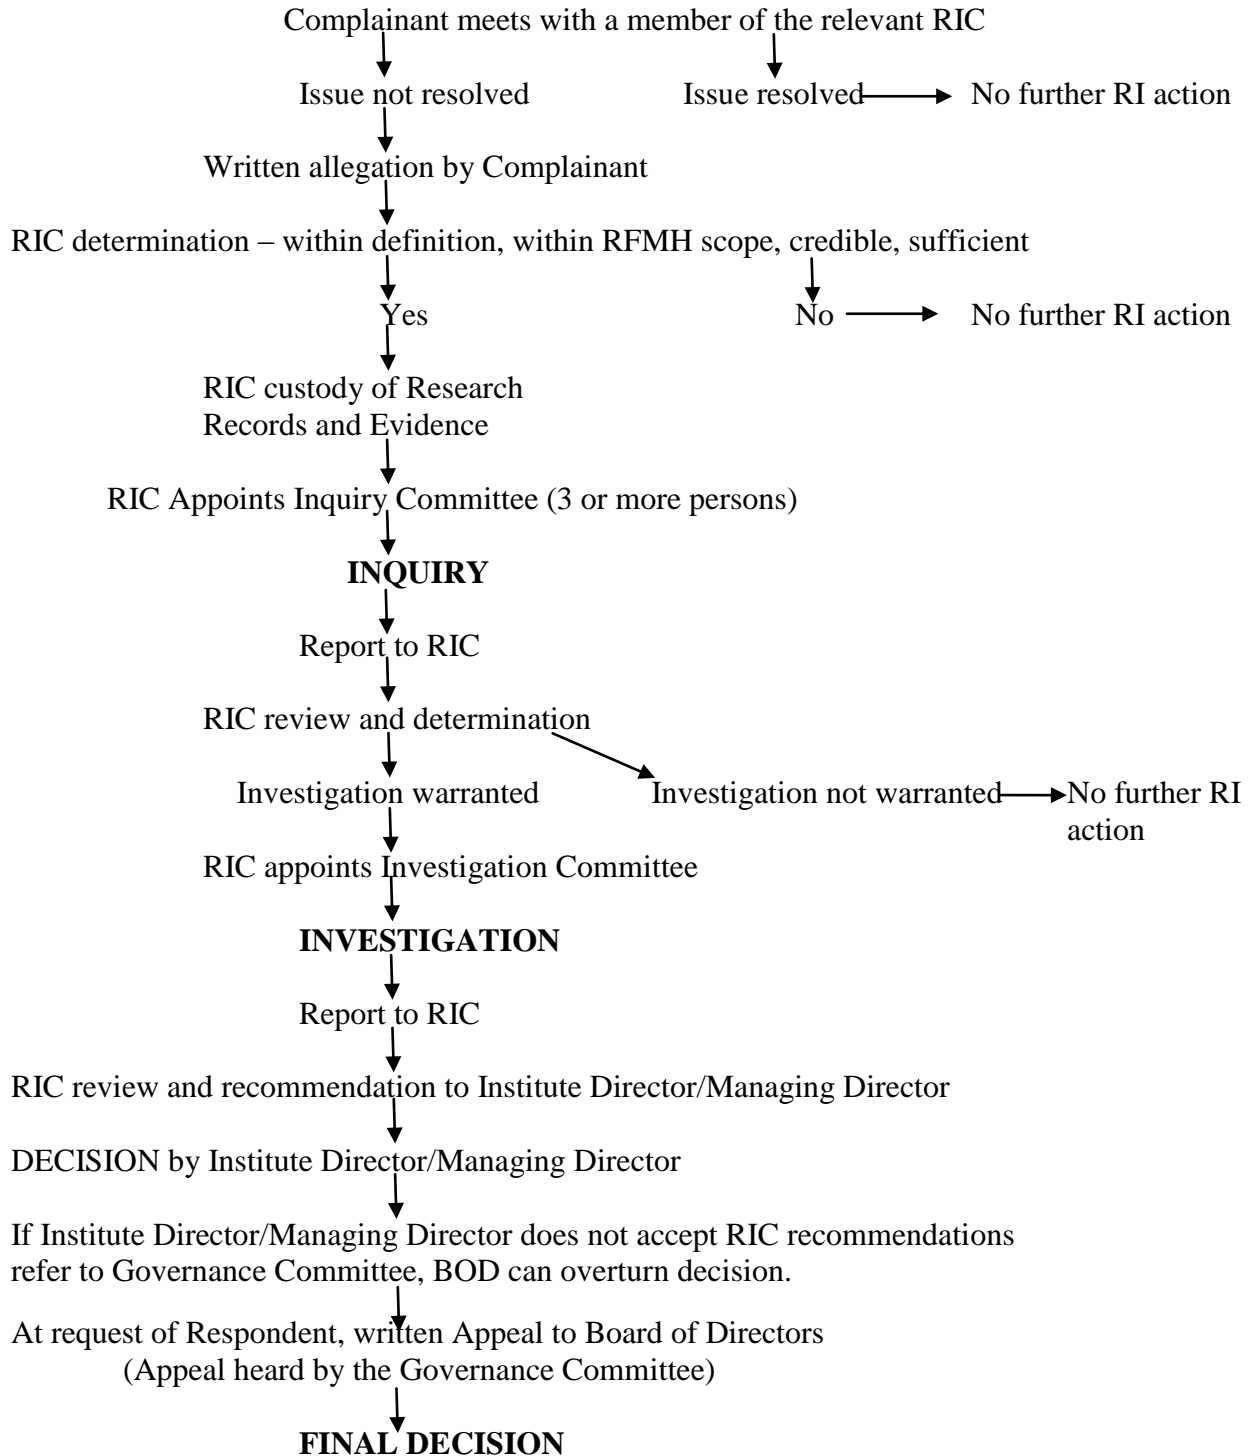 Complainant meets with a member of the relevant RIC
Issue not resolved Issue resolved No further RI action
Written allegation by Complainant
RIC determination – within definition, within RFMH scope, credible, sufficient
Yes No No further RI action
RIC custody of Research
Records and Evidence
RIC Appoints Inquiry Committee (3 or more persons)
INQUIRY
Report to RIC
RIC review and determination
Investigation warranted Investigation not warranted No further RI
action
RIC appoints Investigation Committee
INVESTIGATION
Report to RIC
RIC review and recommendation to Institute Director/Managing Director
DECISION by Institute Director/Managing Director
If Institute Director/Managing Director does not accept RIC recommendations
refer to Governance Committee, BOD can overturn decision.
At request of Respondent, written Appeal to Board of Directors
(Appeal heard by the Governance Committee)
FINAL DECISION